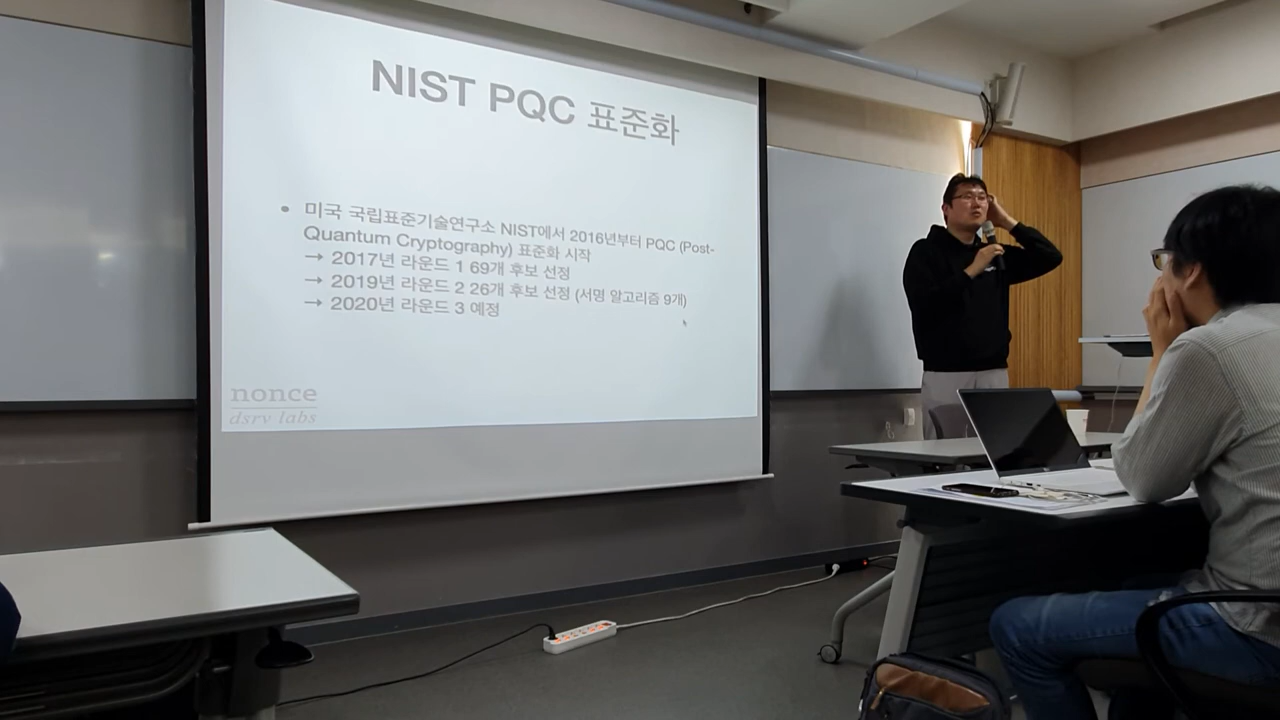 NIST PQC 표준화
• 미국 국립표준기술연구소 NIST에서 2016년부터 PQC (Post-
Quantum Cryptography) 표준화 시작
→ 2017년 라운드 1 69개 후보 선정
→ 2019년 라운드 2 26개 후보 선정 (서명 알고리즘 9개)
→ 2020년 라운드 3 예정
nonce
dsrv labs